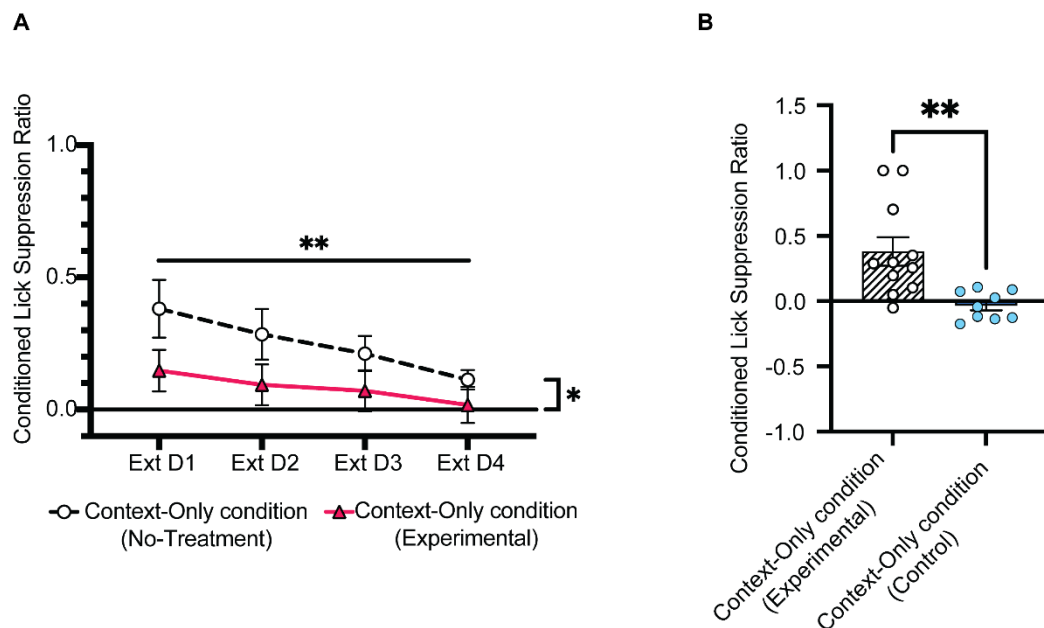 A
Conditioned Lick Suppression Ratio
1.0
0.5
0.0
**
*
Ext D1 Ext D2 Ext D3 Ext D4
Context-Only condition
(No-Treatment)
Context-Only condition
(Experimental)
B
Conditioned Lick Suppression Ratio
1.5
1.0
0.5
0.0
-0.5
-1.0
**
Context-Only condition
(Experimental)
Context-Only condition
(Control)